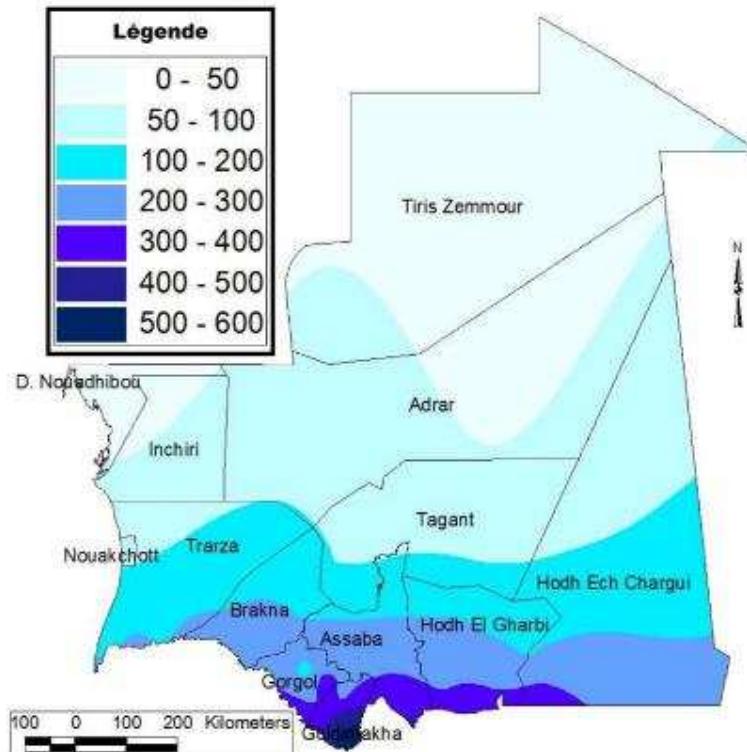 Légende
0 - 50
50 - 100
100 - 200
200 - 300
300 - 400
400 - 500
500 - 600
Tiris Zemmour
N
D. Nouadhibou
Adrar
Inchiri
Tagant
Nouakchott
Trarza
Hodh Ech Chargui
Brakna
Hodh El Gharbi
Assaba
Gorgol
Guidimakha
100 0 100 200 Kilometers